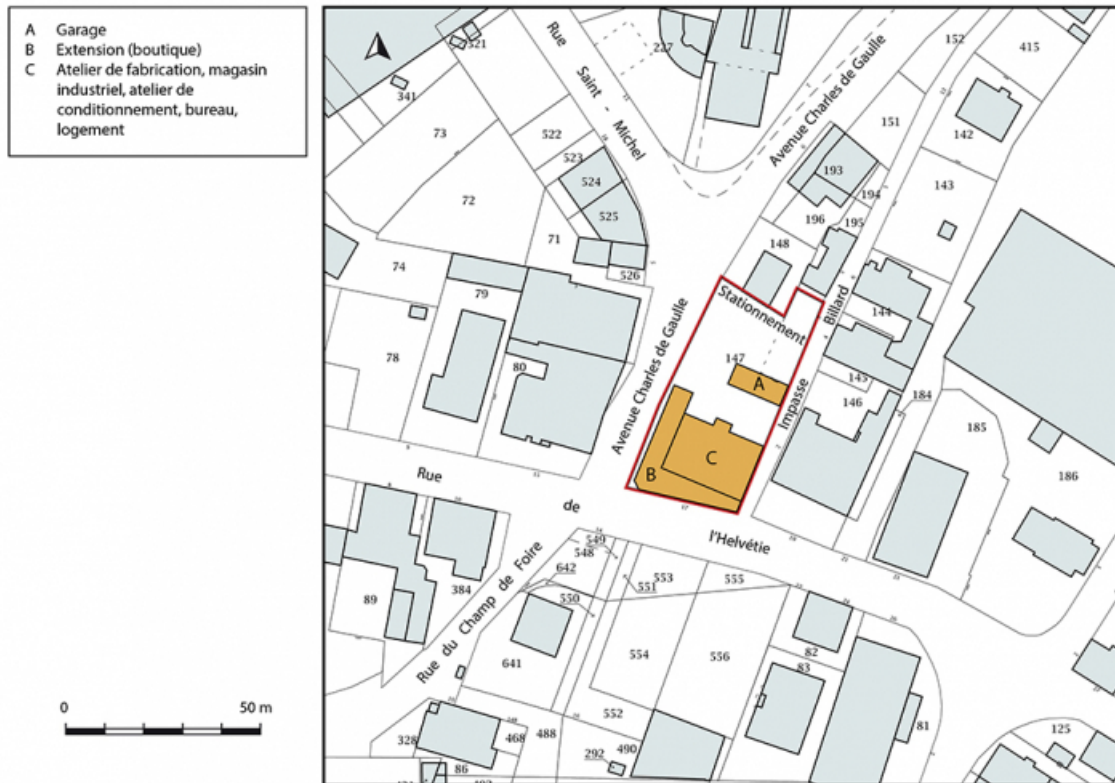 A Garage
B Extension (boutique)
C Atelier de fabrication, magasin
industriel, atelier de
conditionnement, bureau,
logement
0 50 m
321
341
73
72
74
78
79
80
71
522
523
524
525
526
Rue
Saint - Michel
227
Avenue Charles de Gaulle
152
415
151
142
193
194
143
196
195
148
Stationnement
147
A
B
C
Avenue Charles de Gaulle
Impasse
Billard
144
145
146
184
185
186
Rue
de
l'Helvétie
Rue du Champ de Foire
89
384
549
548
642
550
551
553
555
554
556
641
552
82
83
81
328
468
488
86
292
490
125